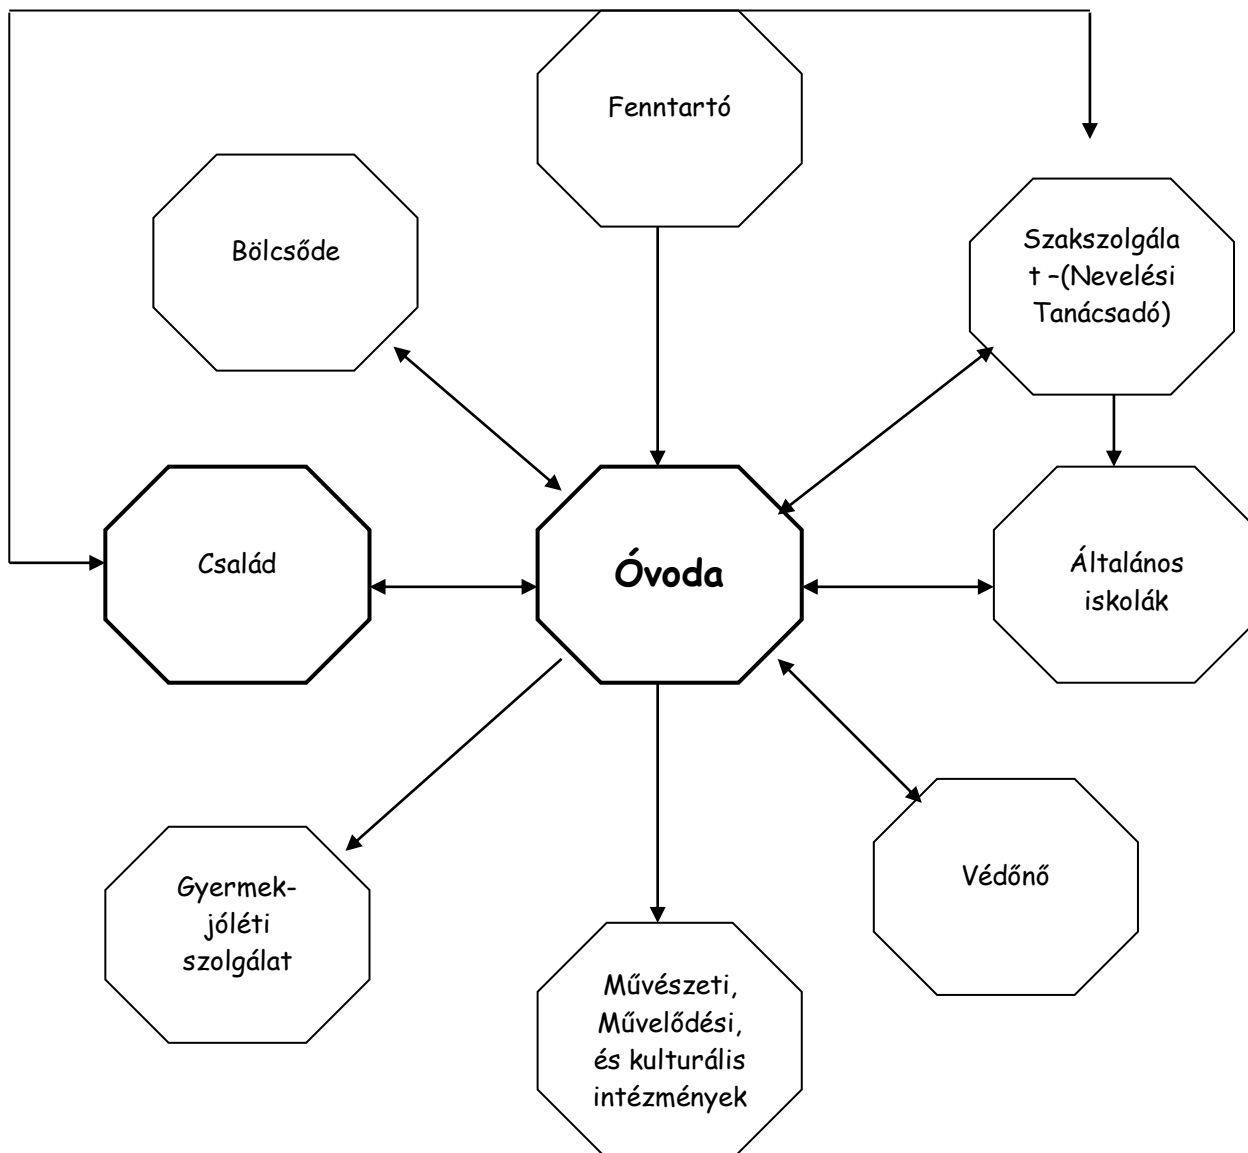 Fenntartó
Bölcsőde
Szakszolgála
t –(Nevelési
Tanácsadó)
Család
Óvoda
Általános
iskolák
Gyermek-
jóléti
szolgálat
Védőnő
Művészeti,
Művelődési,
és kulturális
intézmények